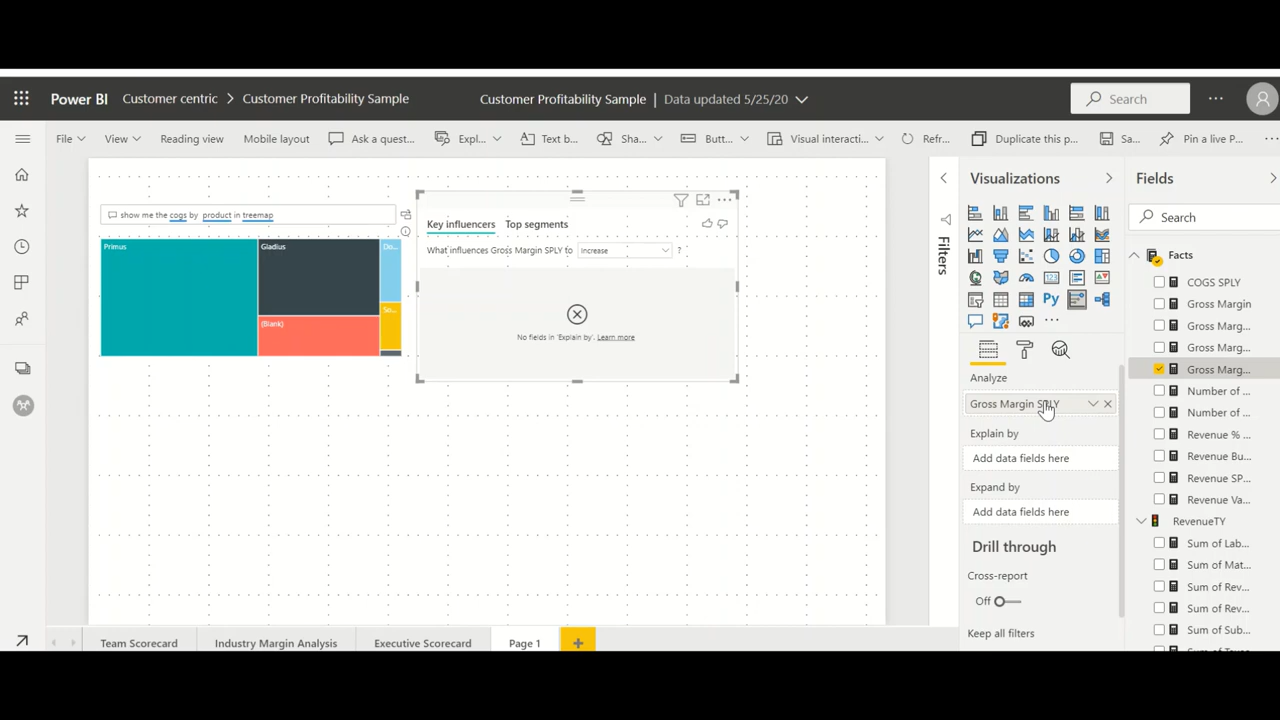 Power BI Customer centric > Customer Profitability Sample Customer Profitability Sample | Data updated 5/25/20 Search ...
File View Reading view Mobile layout Ask a quest... Expl... Text b... Sha... Butt... Visual interacti... Refr... Duplicate this p... Sa... Pin a live P... ...
show me the cogs by product in treemap
Primus
Gladius
(Blank)
Do...
So...
Key influencers Top segments
What influences Gross Margin SPLY to Increase ?
No fields in 'Explain by'. Learn more
Filters
Visualizations
Py
...
Analyze
Gross Margin SPLY
Explain by
Add data fields here
Expand by
Add data fields here
Drill through
Cross-report
Off
Keep all filters
Fields
Search
Facts
COGS SPLY
Gross Margin
Gross Marg...
Gross Marg...
Gross Marg...
Number of ...
Number of ...
Revenue % ...
Revenue Bu...
Revenue SP...
Revenue Va...
RevenueTY
Sum of Lab...
Sum of Mat...
Sum of Rev...
Sum of Rev...
Sum of Sub...
Team Scorecard Industry Margin Analysis Executive Scorecard Page 1 +